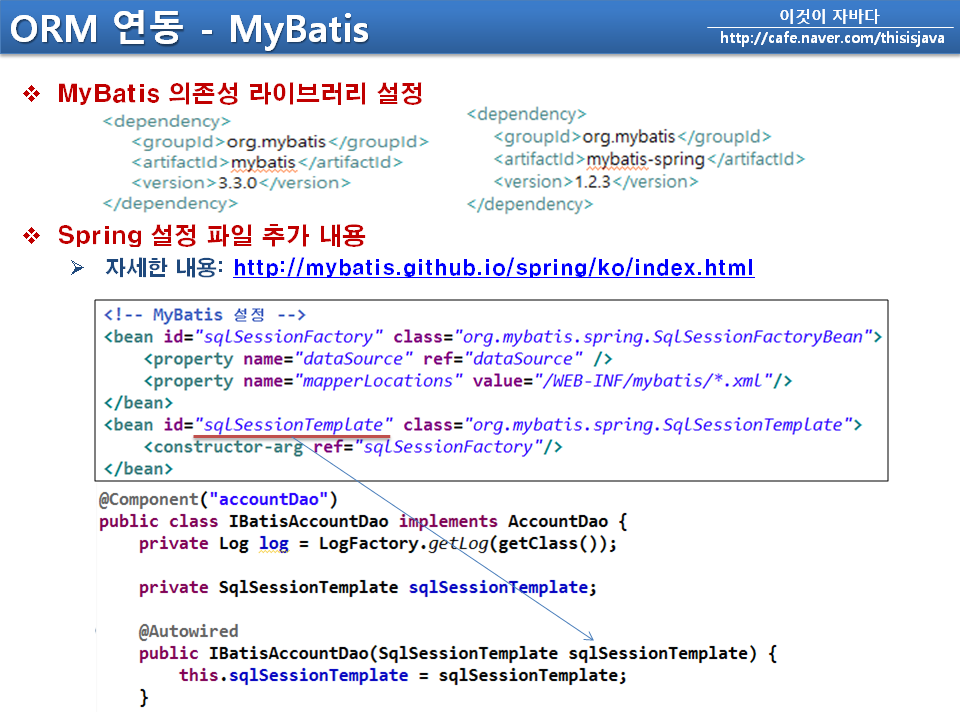 ORM 연동 - MyBatis
이것이 자바다
http://cafe.naver.com/thisisjava
❖ MyBatis 의존성 라이브러리 설정
<dependency>
<groupId>org.mybatis</groupId>
<artifactId>mybatis</artifactId>
<version>3.3.0</version>
</dependency>
<dependency>
<groupId>org.mybatis</groupId>
<artifactId>mybatis-spring</artifactId>
<version>1.2.3</version>
</dependency>
❖ Spring 설정 파일 추가 내용
➢ 자세한 내용: http://mybatis.github.io/spring/ko/index.html
<!-- MyBatis 설정 -->
<bean id="sqlSessionFactory" class="org.mybatis.spring.SqlSessionFactoryBean">
<property name="dataSource" ref="dataSource" />
<property name="mapperLocations" value="/WEB-INF/mybatis/*.xml"/>
</bean>
<bean id="sqlSessionTemplate" class="org.mybatis.spring.SqlSessionTemplate">
<constructor-arg ref="sqlSessionFactory"/>
</bean>
@Component("accountDao")
public class IBatisAccountDao implements AccountDao {
private Log log = LogFactory.getLog(getClass());
private SqlSessionTemplate sqlSessionTemplate;
@Autowired
public IBatisAccountDao(SqlSessionTemplate sqlSessionTemplate) {
this.sqlSessionTemplate = sqlSessionTemplate;
}